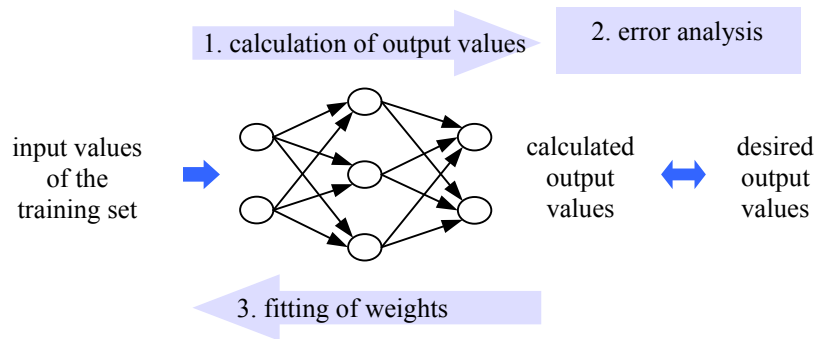 1. calculation of output values
2. error analysis
input values
of the
training set
calculated
output
values
desired
output
values
3. fitting of weights